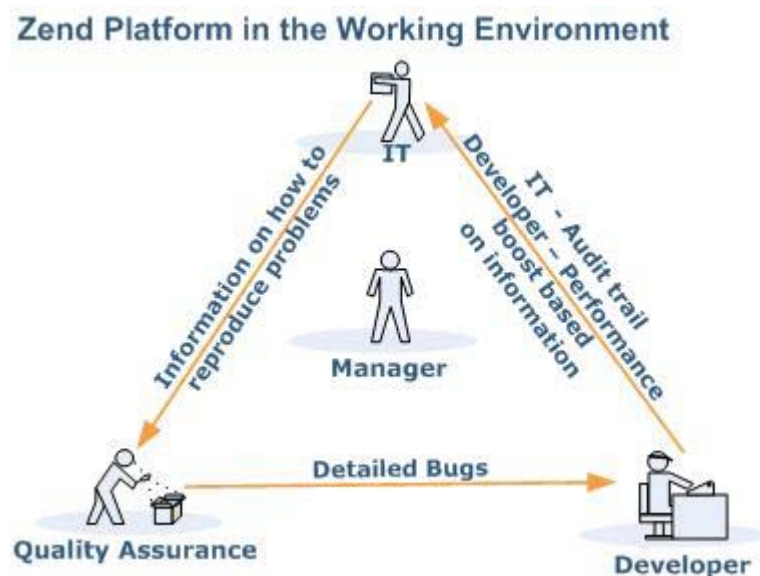 Zend Platform in the Working Environment
IT
Information on how to
reproduce problems
IT - Audit trail
Developer – Performance
boost based
on information
Manager
Detailed Bugs
Quality Assurance
Developer